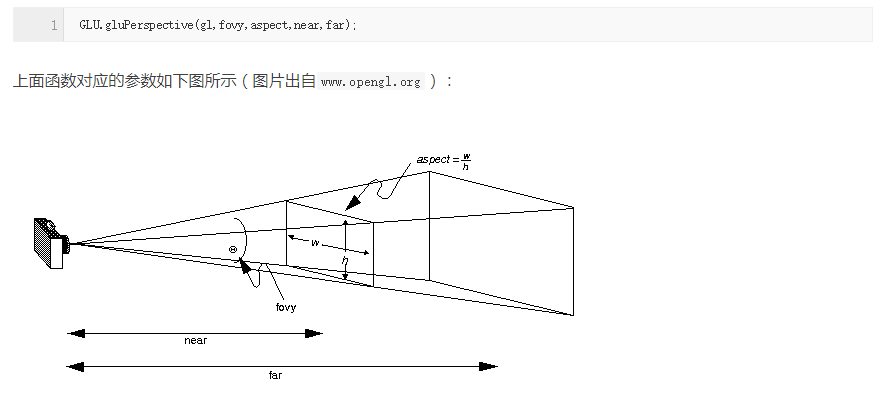 1 GLU.gluPerspective(gl,fovy,aspect,near,far);
上面函数对应的参数如下图所示（图片出自 www.opengl.org ）：
aspect = w/h
w
h
Θ
fovy
near
far